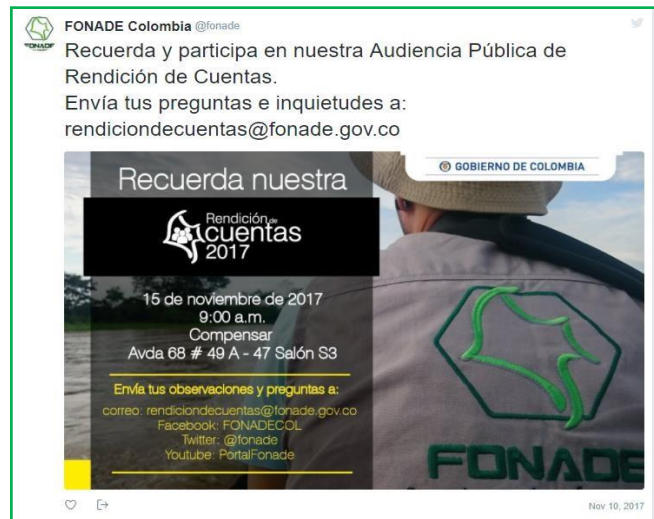 FONADE Colombia @fonade
FONADE
Recuerda y participa en nuestra Audiencia Pública de
Rendición de Cuentas.
Envía tus preguntas e inquietudes a:
rendiciondecuentas@fonade.gov.co
GOBIERNO DE COLOMBIA
Recuerda nuestra
Rendición de
cuentas
2017
15 de noviembre de 2017
9:00 a.m.
Compensar
Avda 68 # 49 A - 47 Salón S3
Envía tus observaciones y preguntas a:
correo: rendiciondecuentas@fonade.gov.co
Facebook: FONADECOL
Twitter: @fonade
Youtube: PortalFonade
FONADE
Nov 10, 2017